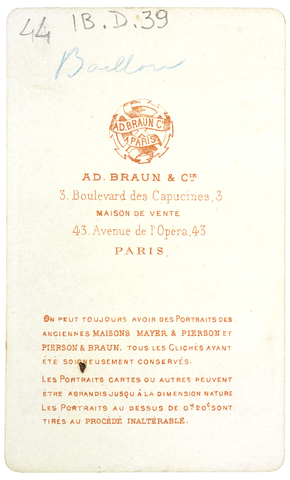 44 1B.D.39
Baillon
AD. BRAUN & Cie
A PARIS
AD. BRAUN & CIE
3. Boulevard des Capucines, 3
MAISON DE VENTE
43. Avenue de l'Opéra, 43
PARIS.
ON PEUT TOUJOURS AVOIR DES PORTRAITS DES
ANCIENNES MAISONS MAYER & PIERSON ET
PIERSON & BRAUN. TOUS LES CLICHÉS AYANT
ÉTÉ SOIGNEUSEMENT CONSERVÉS.
LES PORTRAITS CARTES OU AUTRES PEUVENT
ÊTRE AGRANDIS JUSQU'À LA DIMENSION NATURE
LES PORTRAITS AU DESSUS DE 0m20c SONT
TIRÉS AU PROCÉDÉ INALTÉRABLE.